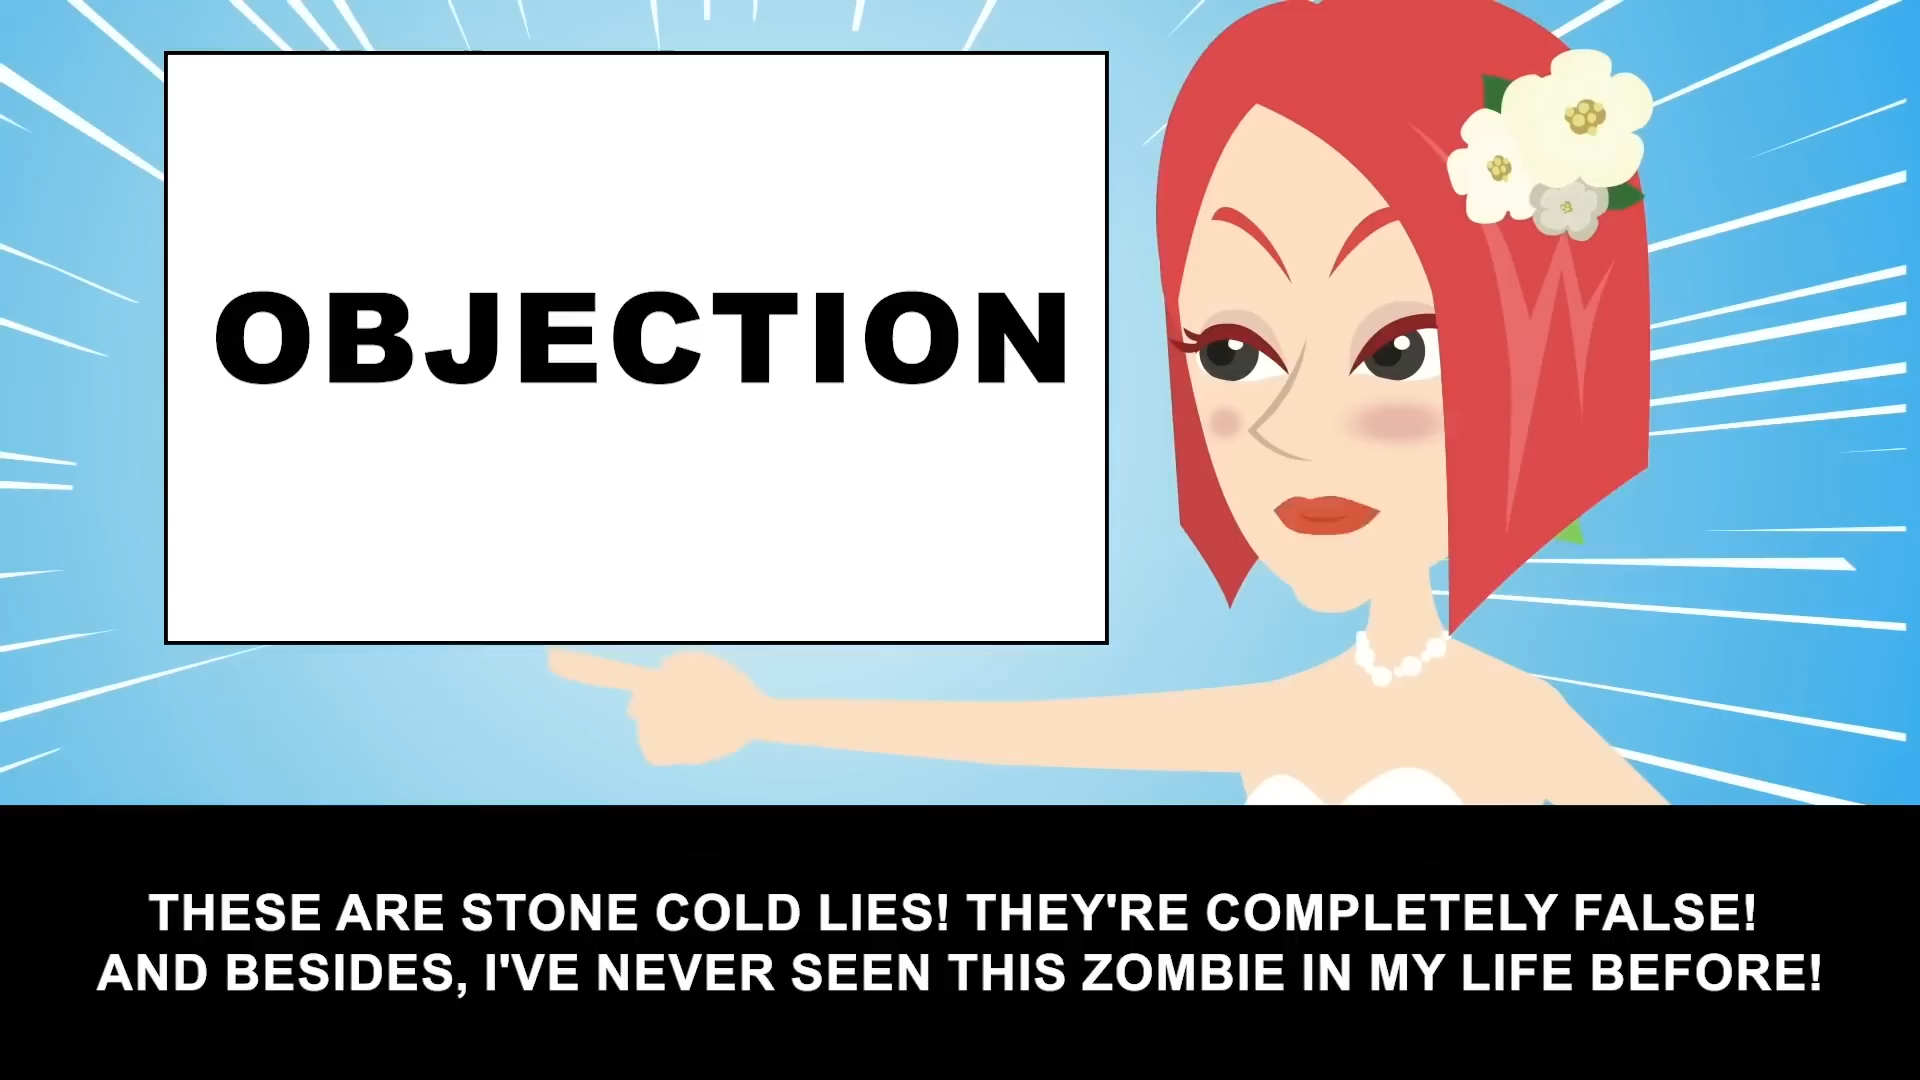 OBJECTION
THESE ARE STONE COLD LIES! THEY'RE COMPLETELY FALSE!
AND BESIDES, I'VE NEVER SEEN THIS ZOMBIE IN MY LIFE BEFORE!